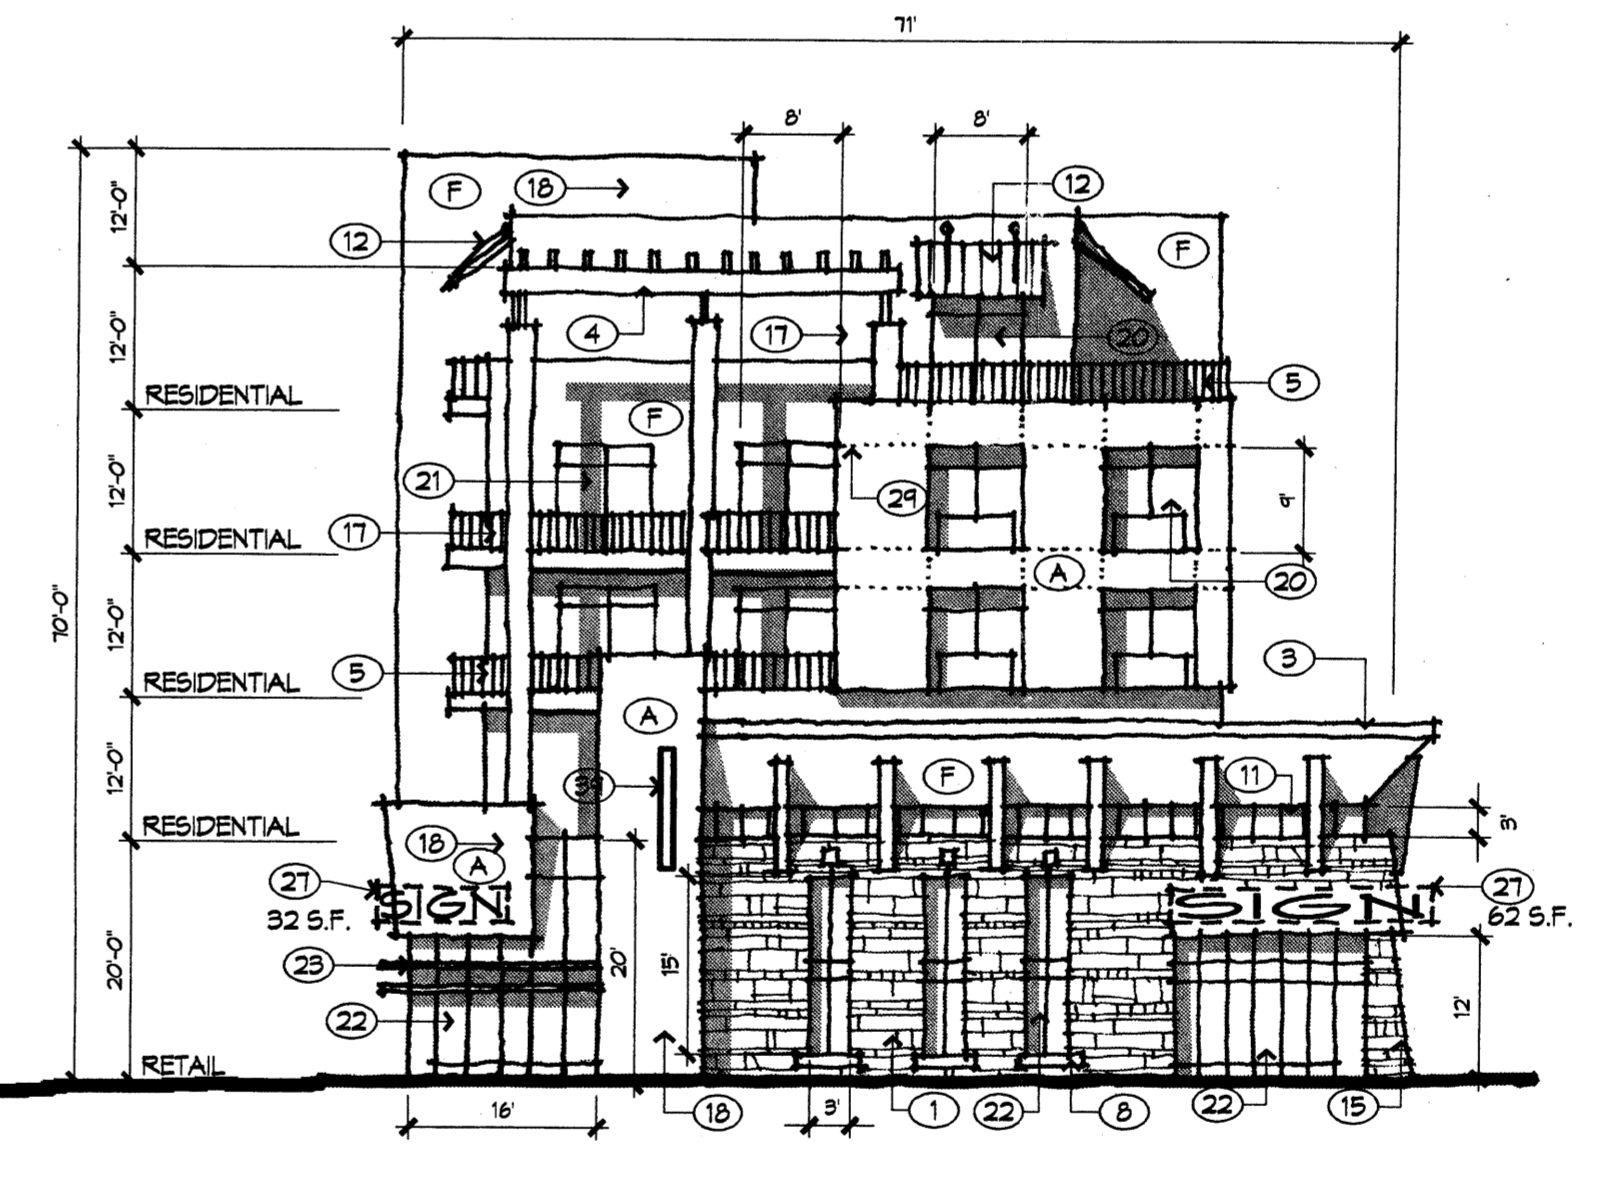 71'
8'
8'
F
18
12
12'-0"
12
F
4
17
20
12'-0"
5
RESIDENTIAL
F
21
29
12'-0"
9'
17
RESIDENTIAL
A
20
70'-0"
12'-0"
3
5
RESIDENTIAL
A
12'-0"
F
11
3'
RESIDENTIAL
18
A
27
SIGN
32 S.F.
SIGN
27
62 S.F.
23
20'-0"
20'
15'
12'
22
RETAIL
16'
18
3'
1
22
8
22
15